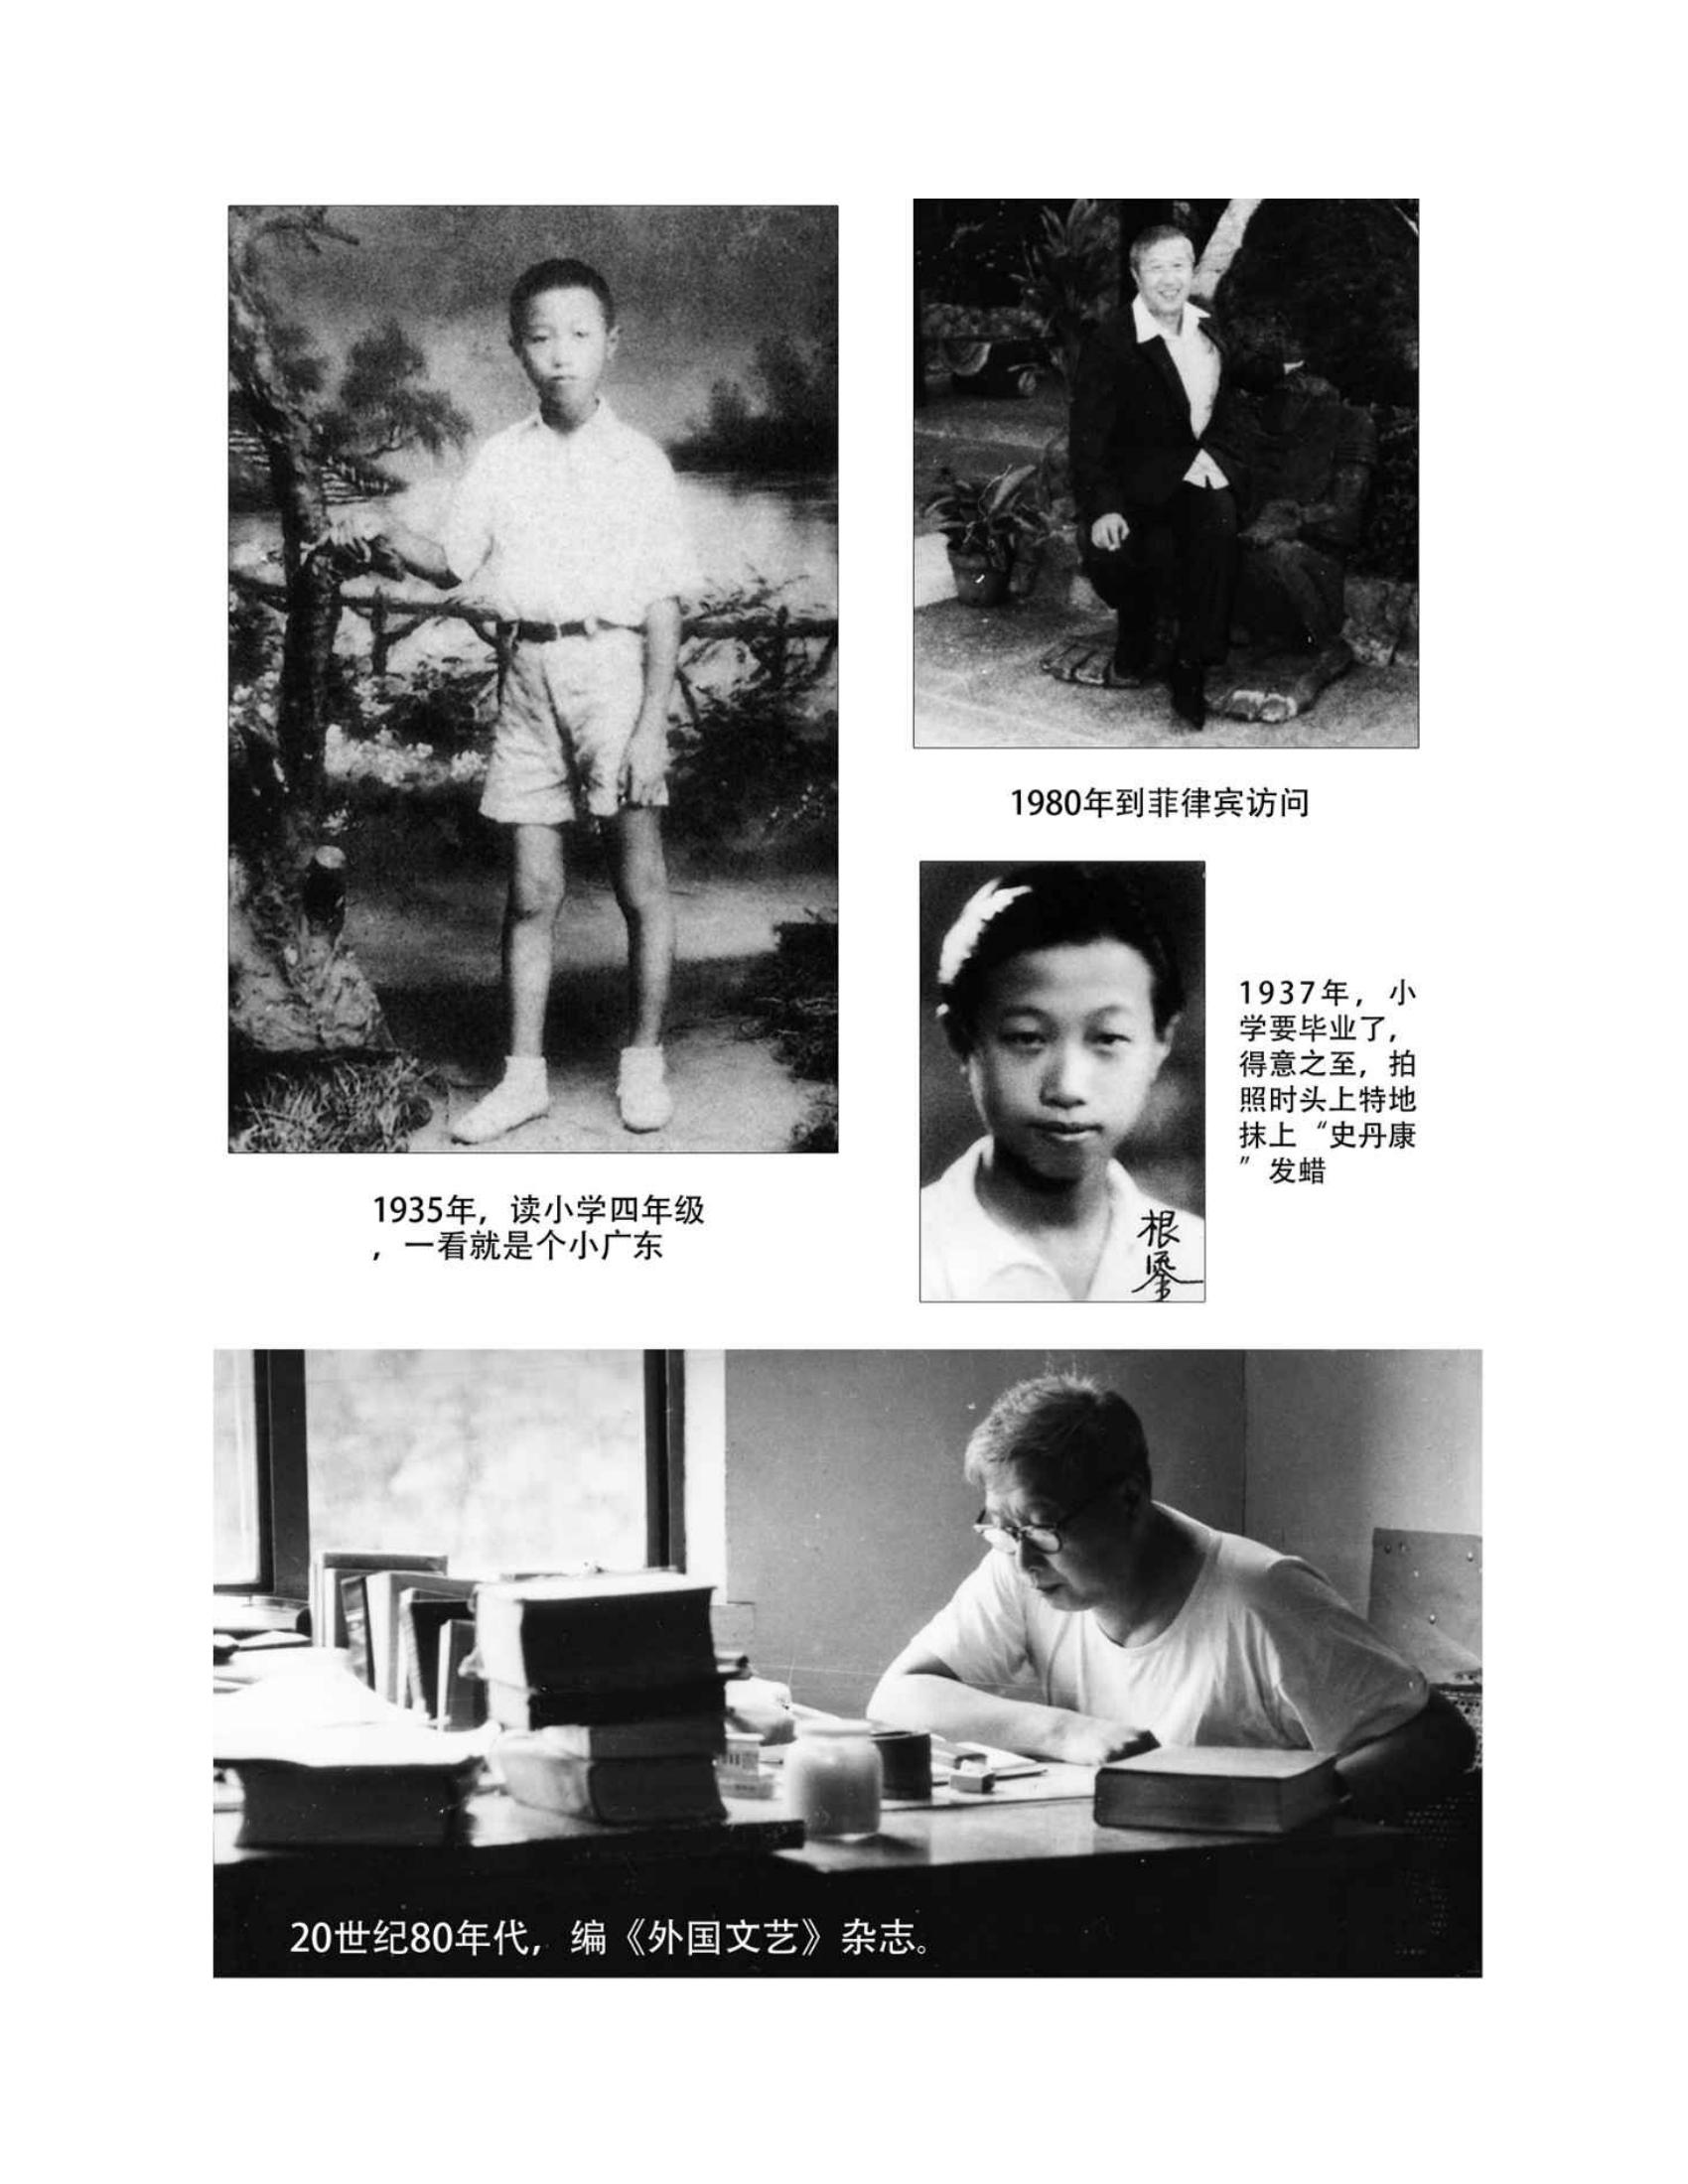 1980年到菲律宾访问
1937年，小
学要毕业了，
得意之至，拍
照时头上特地
抹上“史丹康
”发蜡
1935年，读小学四年级
，一看就是个小广东
根
鋆
20世纪80年代，编《外国文艺》杂志。